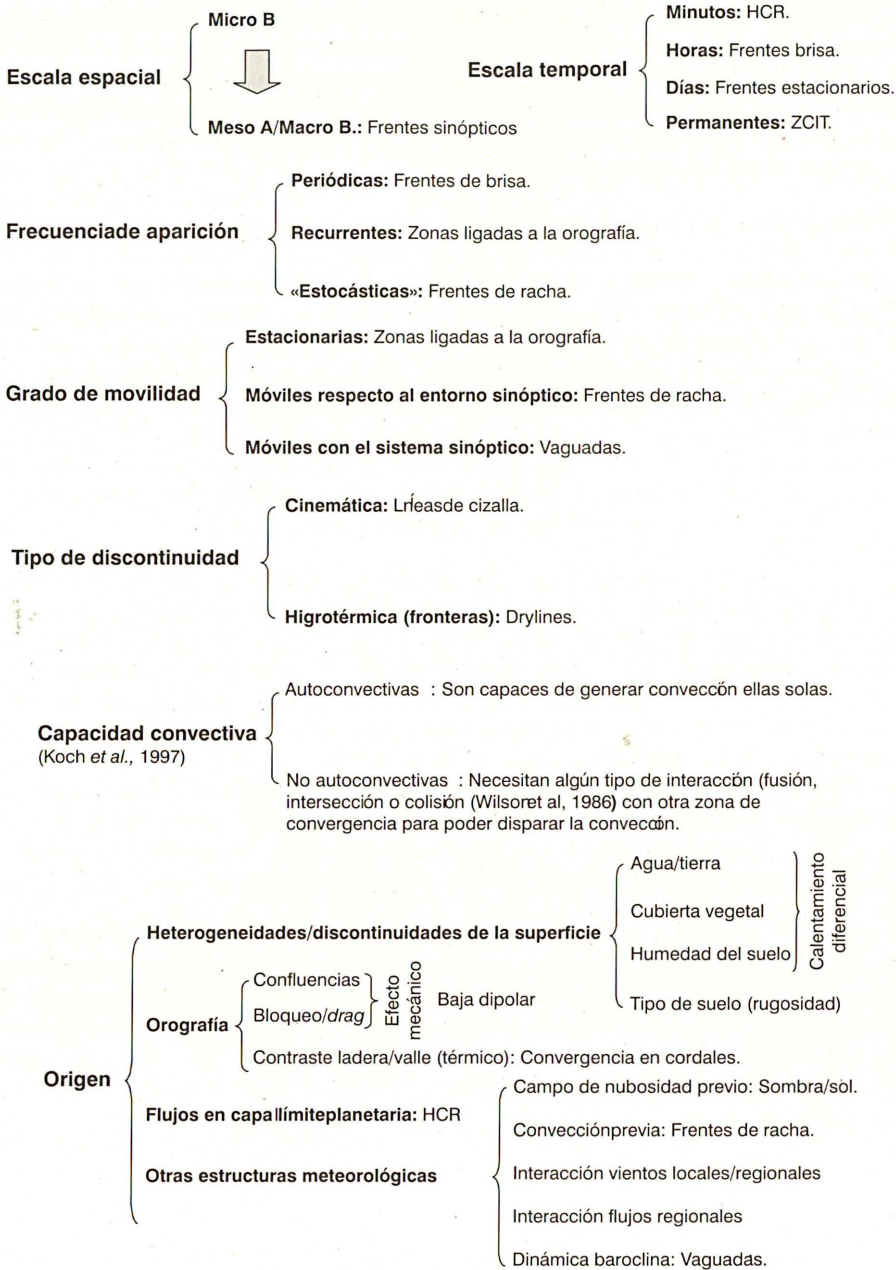 Escala espacial
Micro B
Meso A/Macro B.: Frentes sinópticos
Escala temporal
Minutos: HCR.
Horas: Frentes brisa.
Días: Frentes estacionarios.
Permanentes: ZCIT.
Frecuenciade aparición
Periódicas: Frentes de brisa.
Recurrentes: Zonas ligadas a la orografía.
«Estocásticas»: Frentes de racha.
Grado de movilidad
Estacionarias: Zonas ligadas a la orografía.
Móviles respecto al entorno sinóptico: Frentes de racha.
Móviles con el sistema sinóptico: Vaguadas.
Tipo de discontinuidad
Cinemática: Líneasde cizalla.
Higrotérmica (fronteras): Drylines.
Capacidad convectiva
(Koch et al., 1997)
Autoconvectivas : Son capaces de generar conveccón ellas solas.
No autoconvectivas : Necesitan algún tipo de interaccón (fusión,
intersección o colisión (Wilsonet al, 1986) con otra zona de
convergencia para poder disparar la conveccón.
Origen
Heterogeneidades/discontinuidades de la superficie
Agua/tierra
Cubierta vegetal
Humedad del suelo
Calentamiento
diferencial
Tipo de suelo (rugosidad)
Orografía
Confluencias
Bloqueo/drag
Efecto
mecánico
Baja dipolar
Contraste ladera/valle (térmico): Convergencia en cordales.
Flujos en capa llímiteplanetaria: HCR
Otras estructuras meteorológicas
Campo de nubosidad previo: Sombra/sol.
Convecciónprevia: Frentes de racha.
Interacción vientos locales/regionales
Interacción flujos regionales
Dinámica baroclina: Vaguadas.